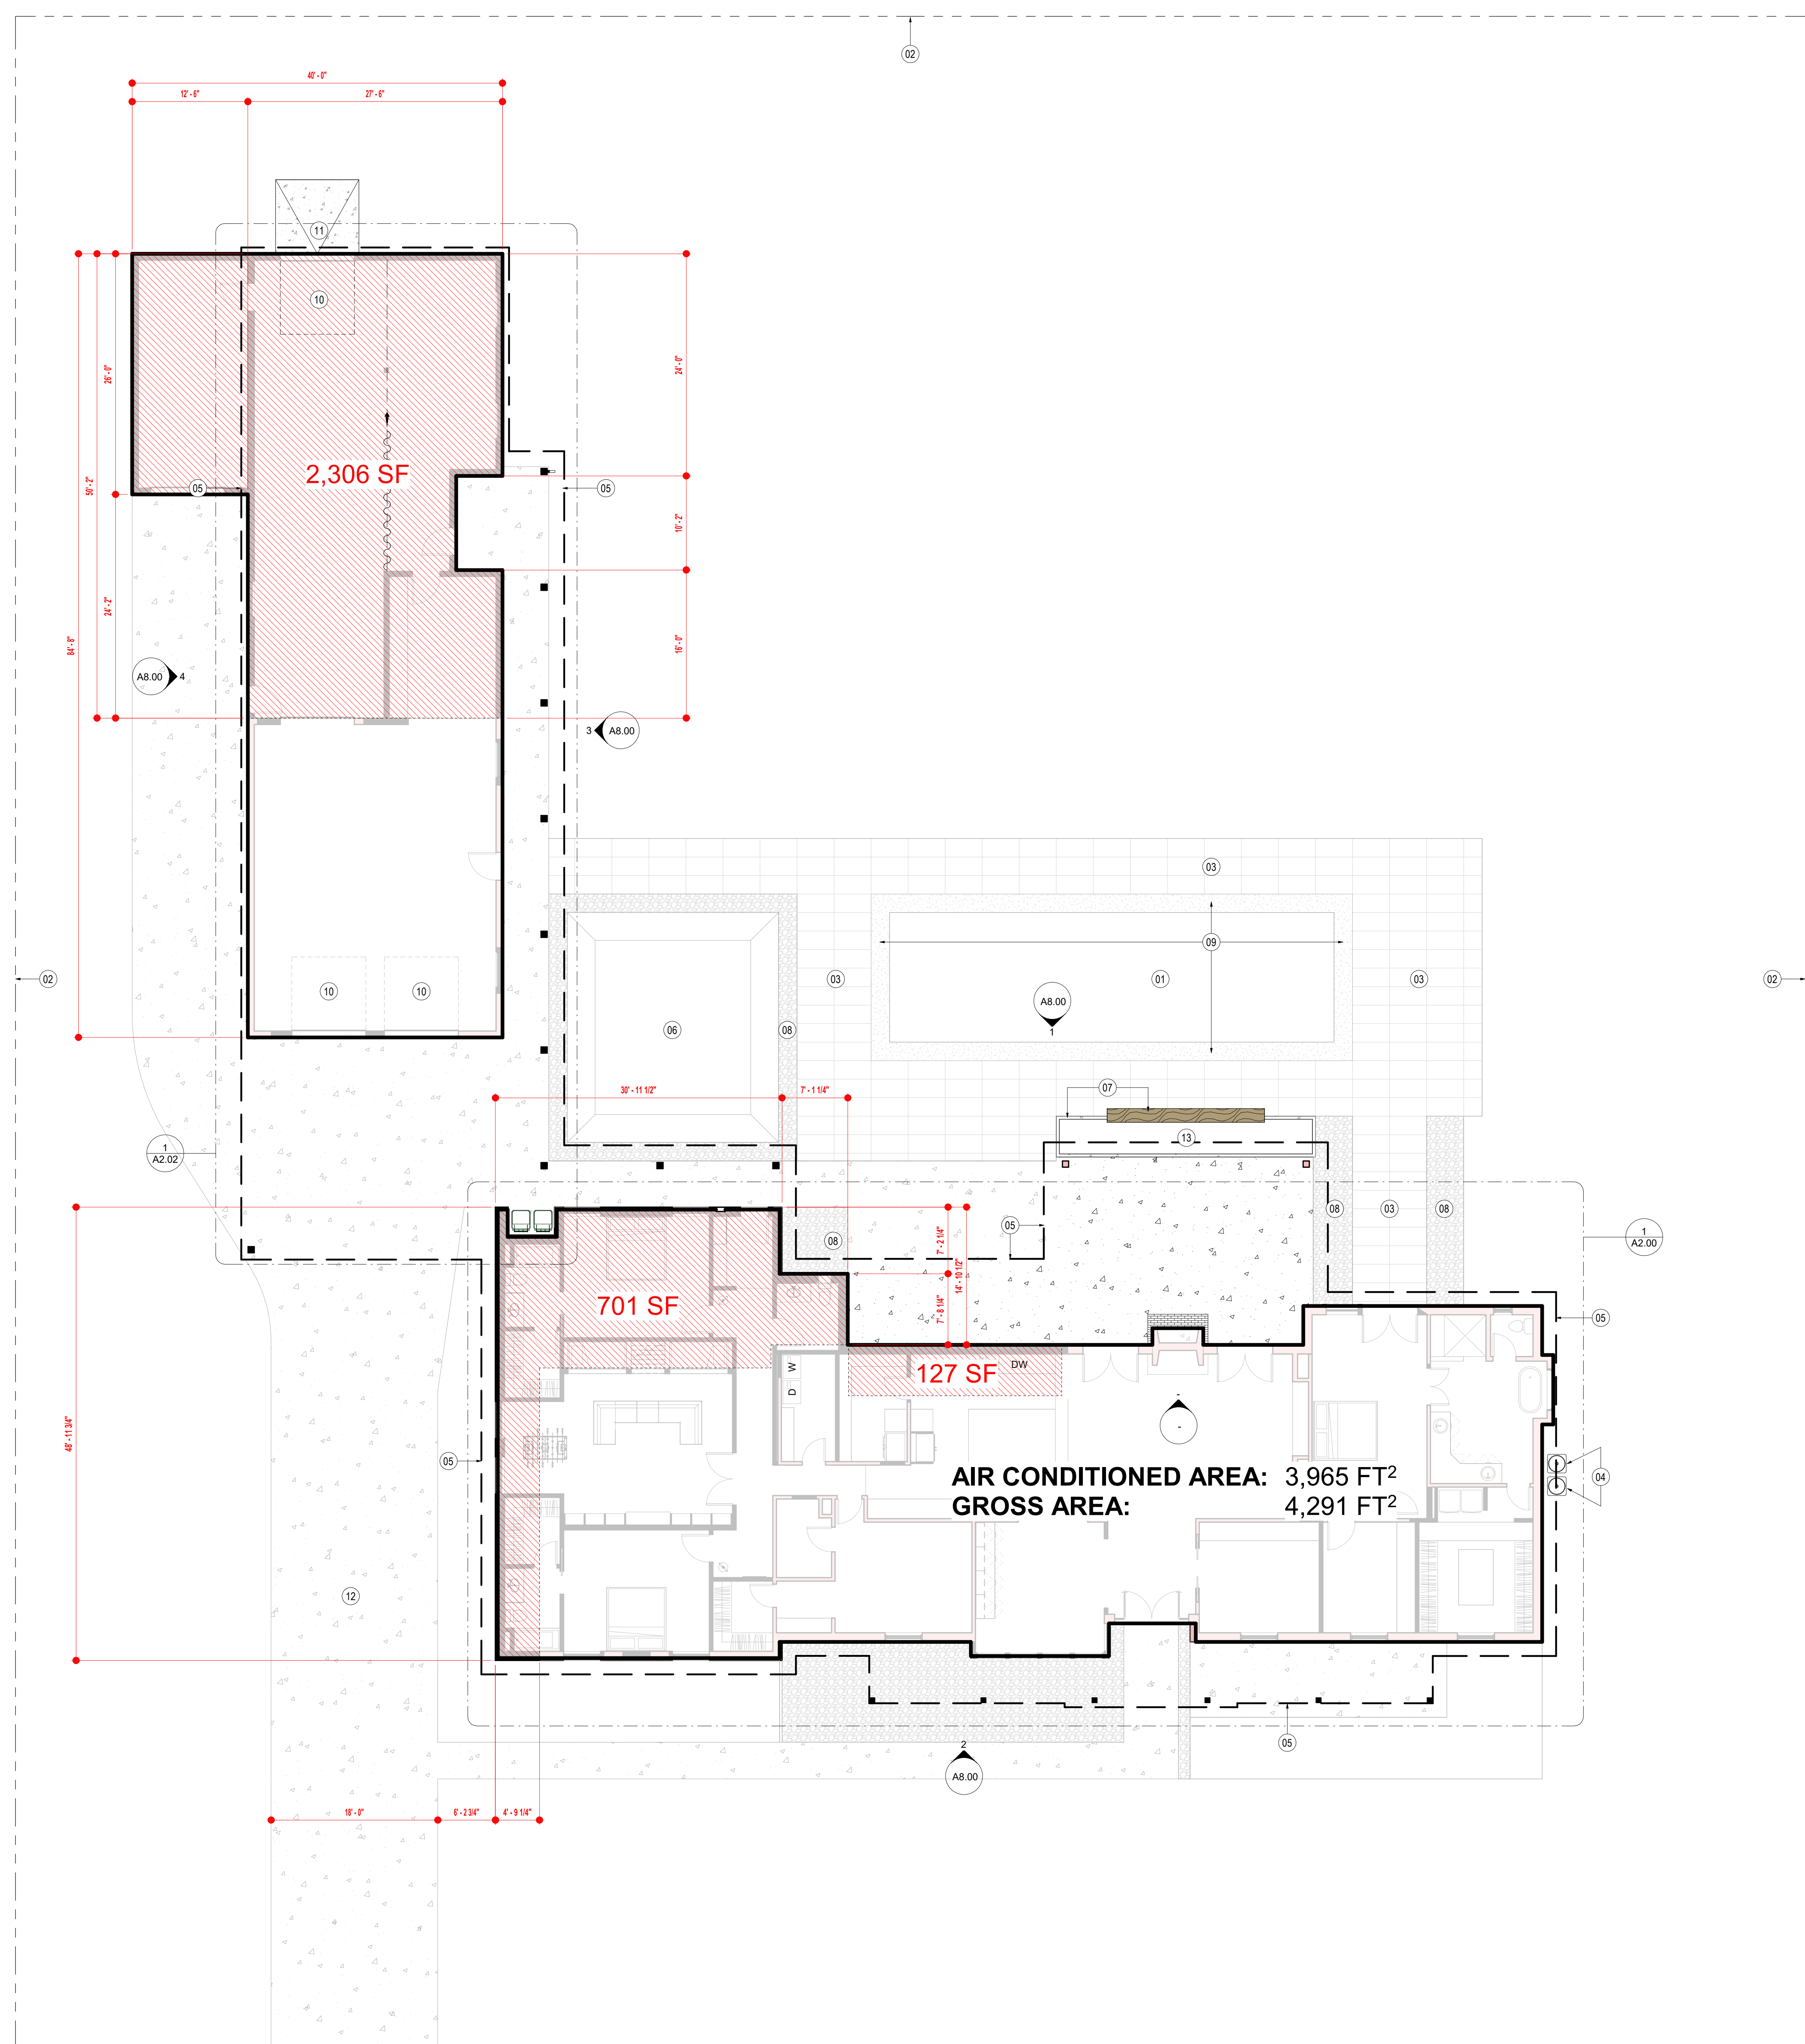 02
40' - 0"
12' - 6"
27' - 6"
11
10
26' - 0"
50' - 2"
24' - 2"
84' - 8"
24' - 0"
10' - 2"
16' - 0"
2,306 SF
05
05
A8.00
4
3
A8.00
03
09
02
10
10
03
01
03
02
A8.00
1
06
08
30' - 11 1/2"
7' - 1 1/4"
07
13
1
A2.02
05
08
08
03
08
1
A2.00
7' - 2 1/4"
14' - 10 1/2"
7' - 8 1/4"
701 SF
05
127 SF
DW
D
W
48' - 11 3/4"
05
-
-
AIR CONDITIONED AREA: 3,965 FT²
GROSS AREA: 4,291 FT²
04
12
2
A8.00
05
18' - 0"
6' - 2 3/4"
4' - 9 1/4"